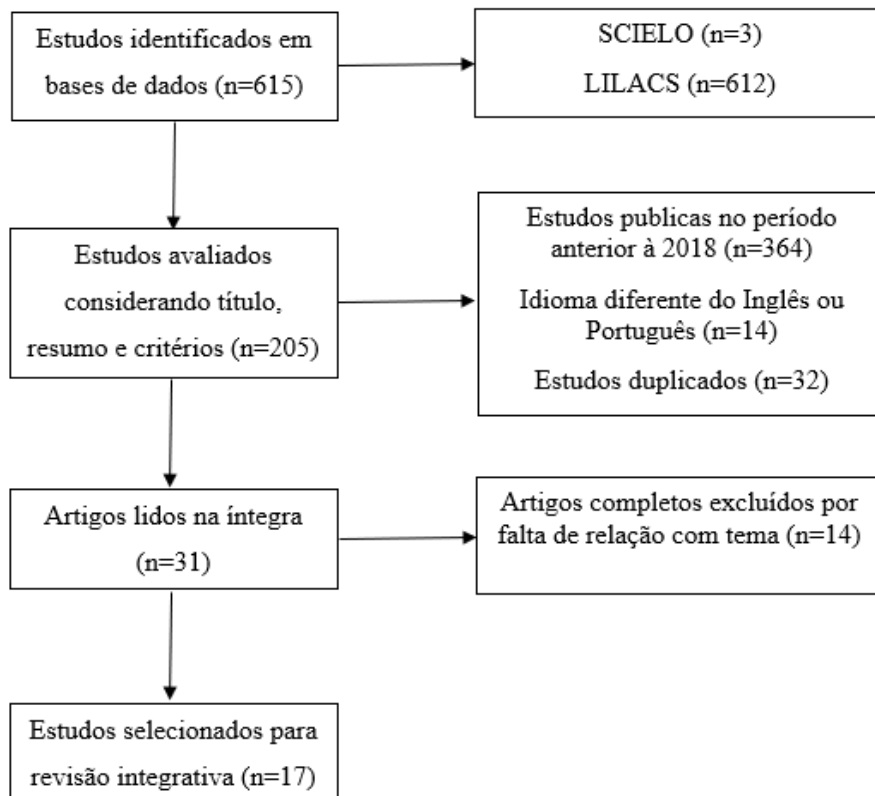 Estudos identificados em
bases de dados (n=615)
SCIELO (n=3)
LILACS (n=612)
Estudos avaliados
considerando título,
resumo e critérios (n=205)
Estudos publicas no período
anterior à 2018 (n=364)
Idioma diferente do Inglês ou
Português (n=14)
Estudos duplicados (n=32)
Artigos lidos na íntegra
(n=31)
Artigos completos excluídos por
falta de relação com tema (n=14)
Estudos selecionados para
revisão integrativa (n=17)